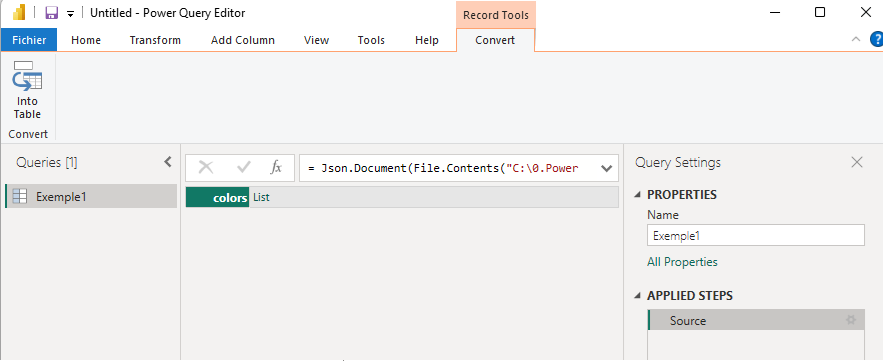 Untitled - Power Query Editor
Record Tools
Fichier Home Transform Add Column View Tools Help Convert
Into
Table
Convert
Queries [1]
Exemple1
fx = Json.Document(File.Contents("C:\0.Power
colors List
Query Settings
PROPERTIES
Name
Exemple1
All Properties
APPLIED STEPS
Source